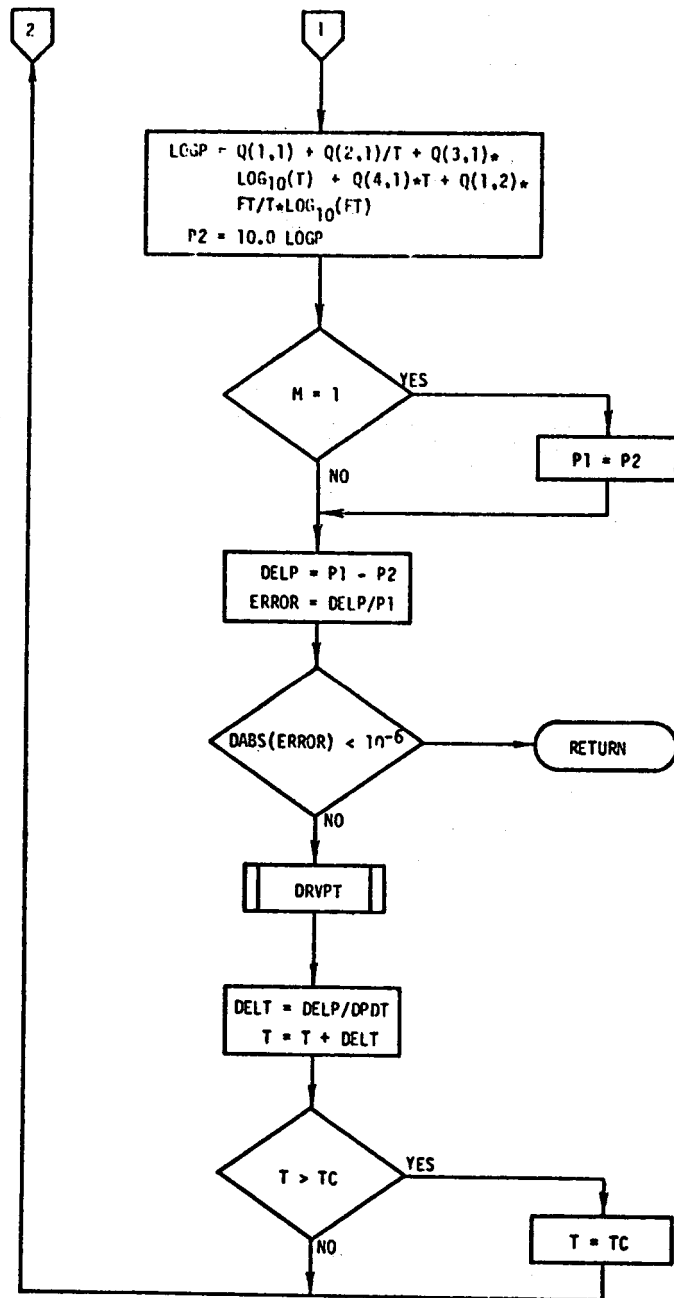 2
1
LOGP = Q(1,1) + Q(2,1)/T + Q(3,1)*
LOG10(T) + Q(4,1)*T + Q(1,2)*
FT/T*LOG10(FT)
P2 = 10.0 LOGP
M = 1
YES
P1 = P2
NO
DELP = P1 - P2
ERROR = DELP/P1
DABS(ERROR) < 10-6
RETURN
NO
DRVPT
DELT = DELP/DPDT
T = T + DELT
T > TC
YES
T = TC
NO